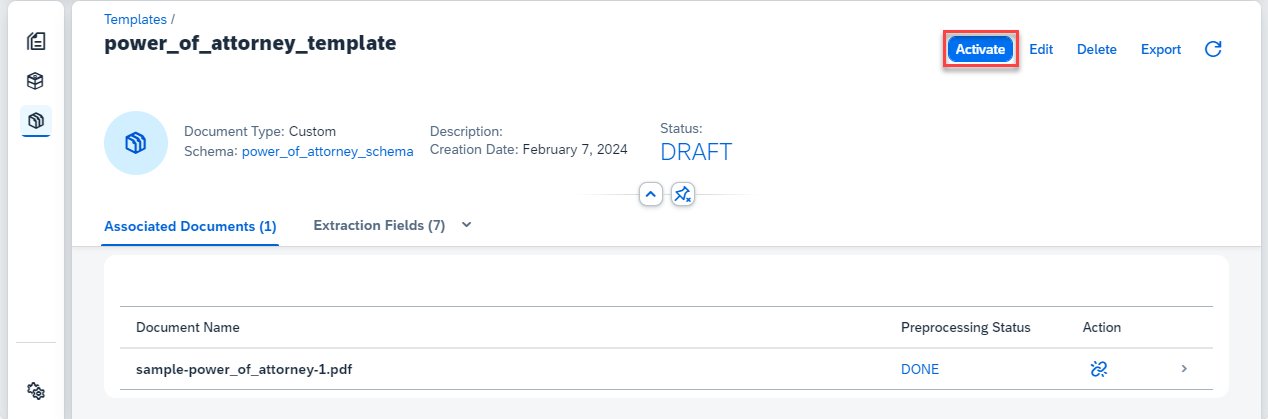 Templates /
power_of_attorney_template
Activate Edit Delete Export
Document Type: Custom
Schema: power_of_attorney_schema
Description:
Creation Date: February 7, 2024
Status:
DRAFT
Associated Documents (1) Extraction Fields (7)
Document Name Preprocessing Status Action
sample-power_of_attorney-1.pdf DONE